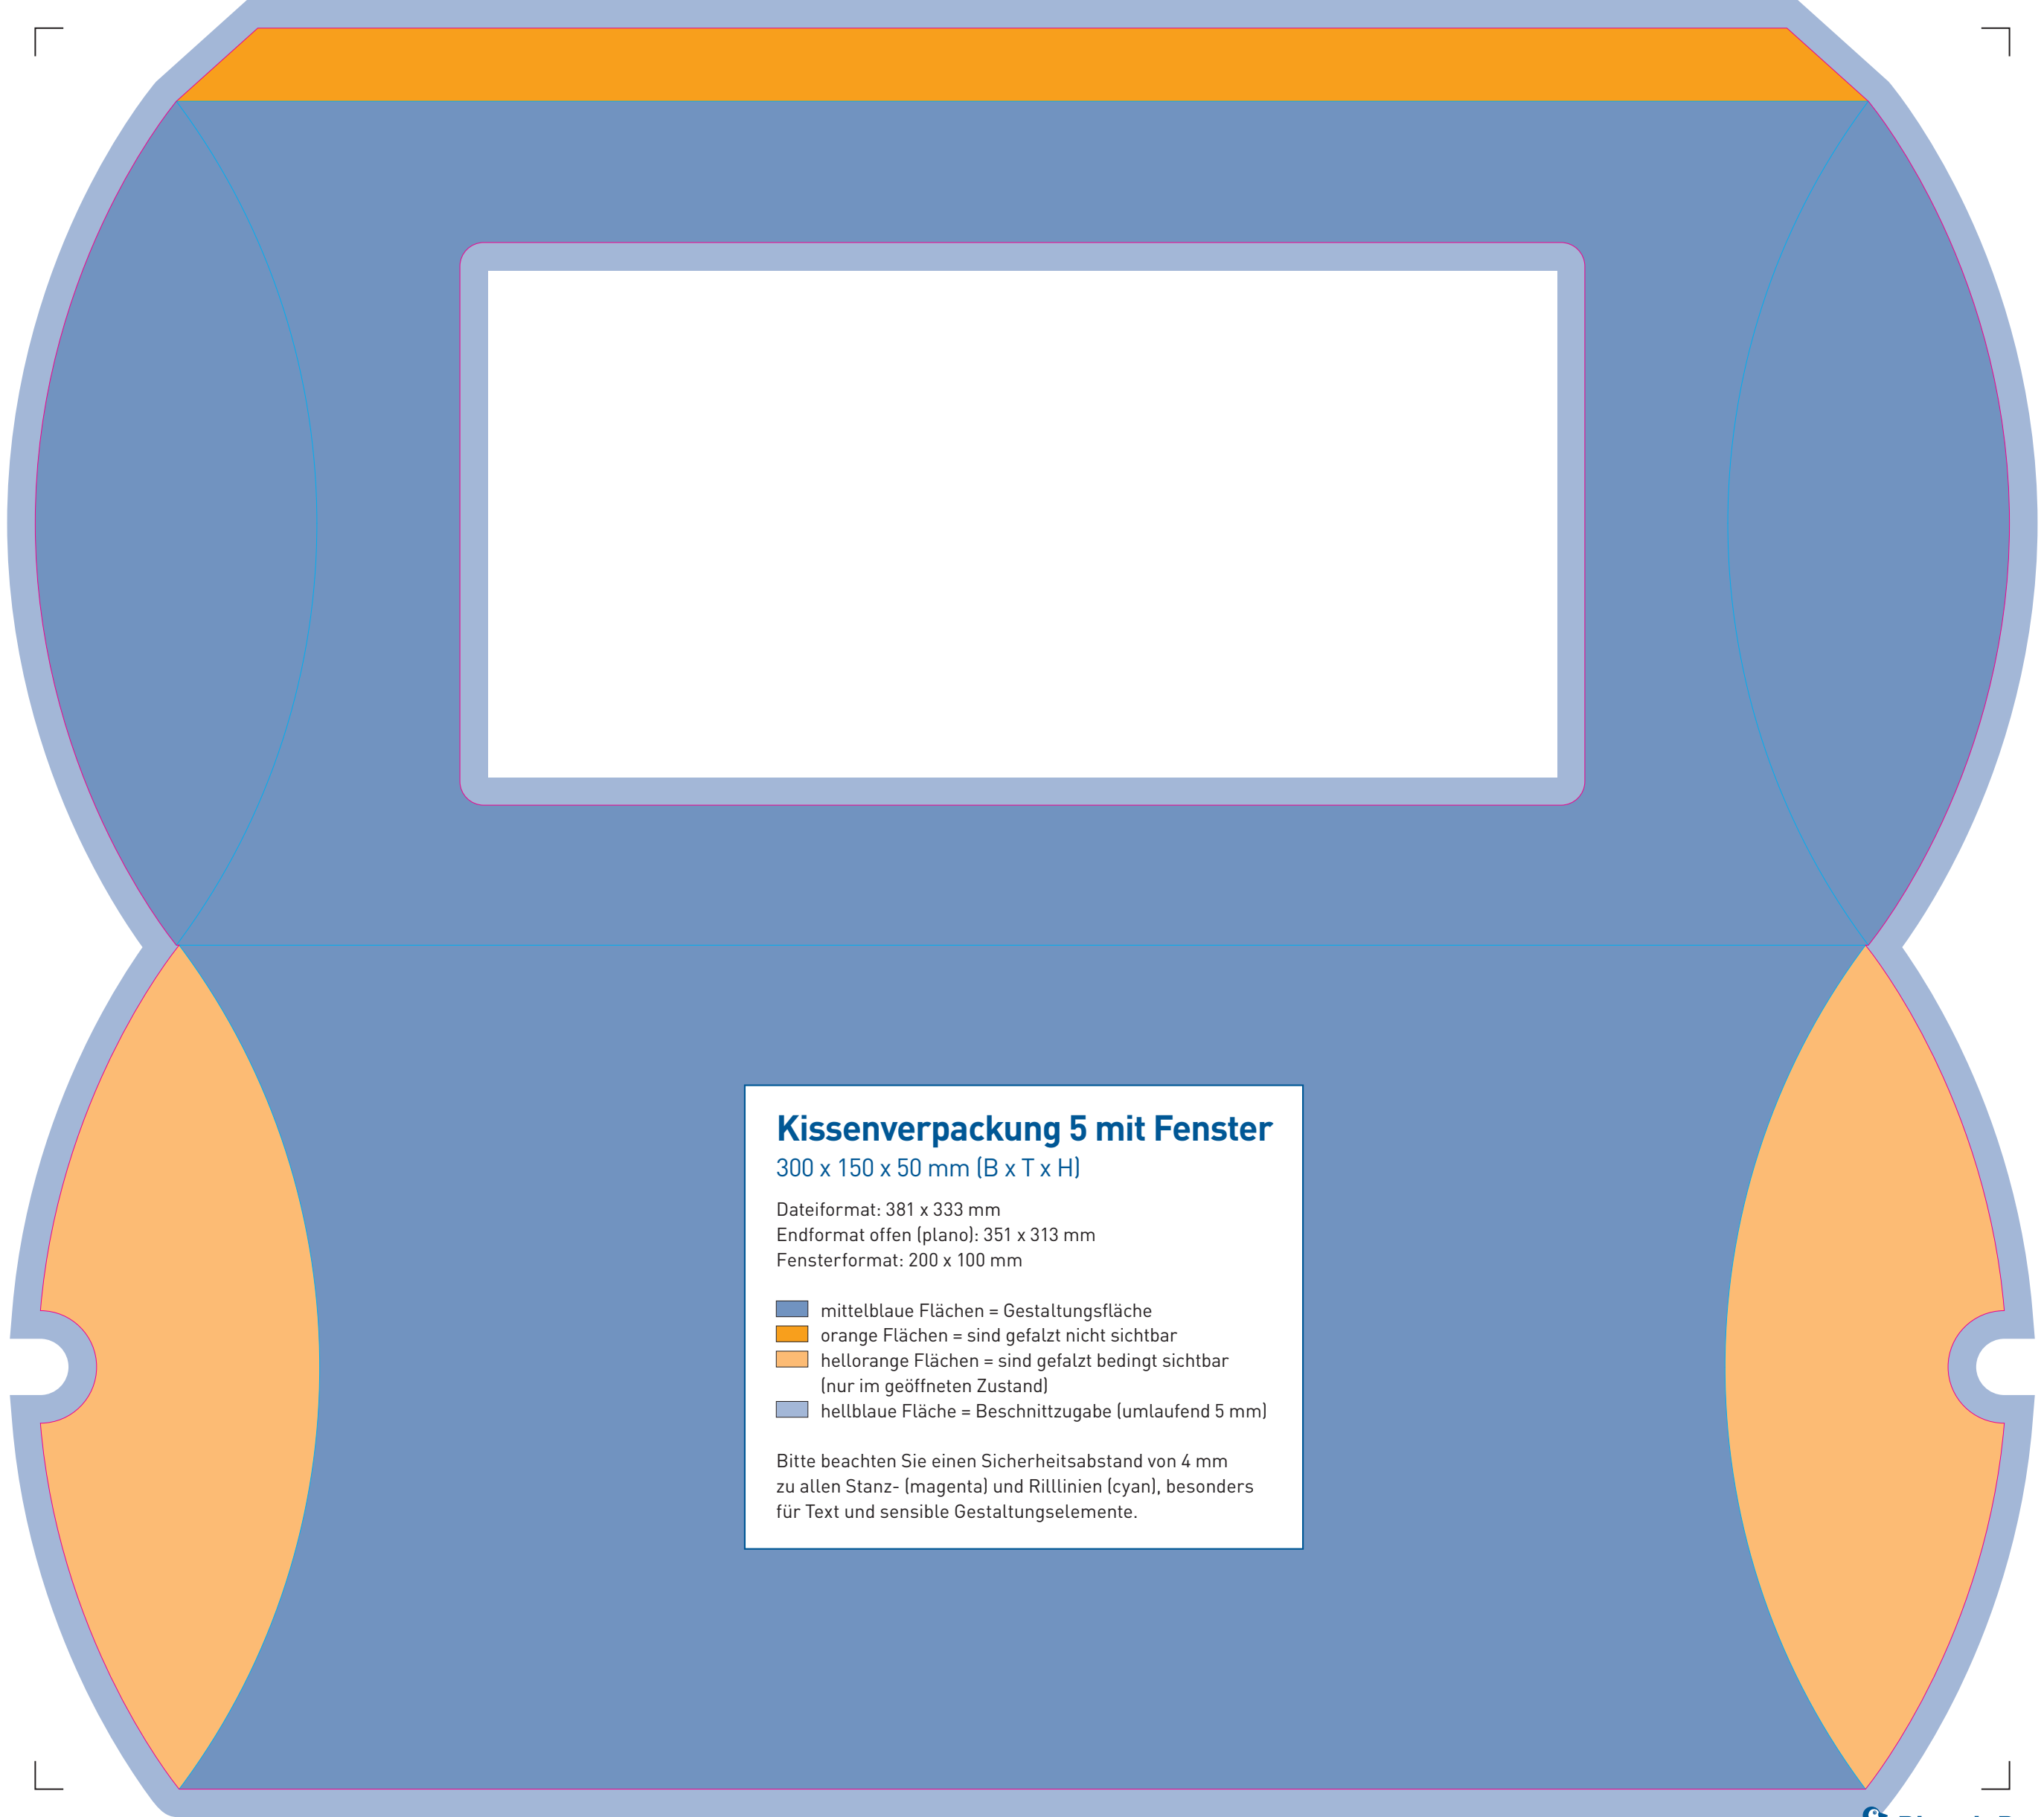 Kissenverpackung 5 mit Fenster
300 x 150 x 50 mm (B x T x H)
Dateiformat: 381 x 333 mm
Endformat offen (plano): 351 x 313 mm
Fensterformat: 200 x 100 mm
mittelblaue Flächen = Gestaltungsfläche
orange Flächen = sind gefalzt nicht sichtbar
hellorange Flächen = sind gefalzt bedingt sichtbar
(nur im geöffneten Zustand)
hellblaue Fläche = Beschnittzugabe (umlaufend 5 mm)
Bitte beachten Sie einen Sicherheitsabstand von 4 mm
zu allen Stanz- (magenta) und Rilllinien (cyan), besonders
für Text und sensible Gestaltungselemente.